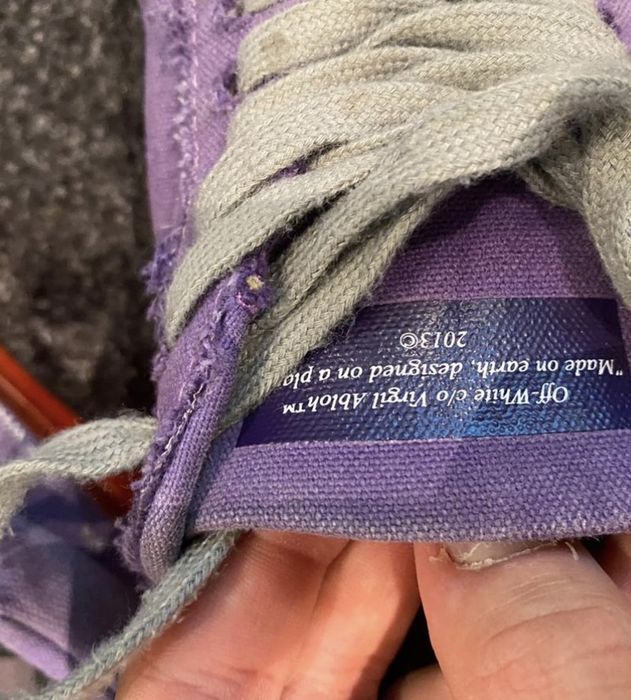 Off-White c/o Virgil Abloh™
"Made on earth, designed on a pla
2013©